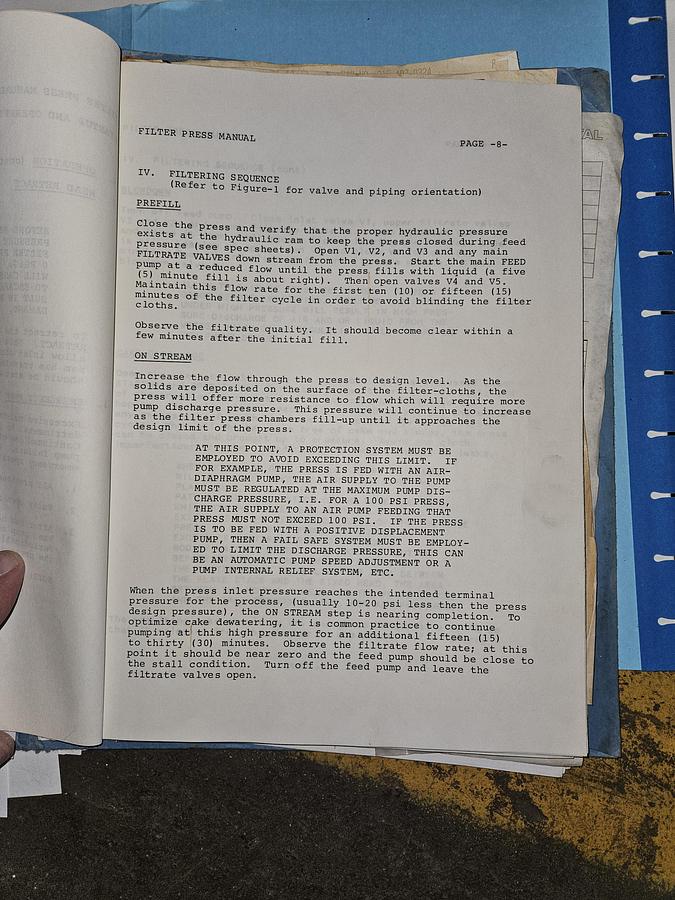 FILTER PRESS MANUAL
PAGE -8-
IV. FILTERING SEQUENCE
(Refer to Figure-1 for valve and piping orientation)
PREFILL
Close the press and verify that the proper hydraulic pressure
exists at the hydraulic ram to keep the press closed during feed
pressure (see spec sheets). Open V1, V2, and V3 and any main
FILTRATE VALVES down stream from the press. Start the main FEED
pump at a reduced flow until the press fills with liquid (a five
(5) minute fill is about right). Then open valves V4 and V5.
Maintain this flow rate for the first ten (10) or fifteen (15)
minutes of the filter cycle in order to avoid blinding the filter
cloths.
Observe the filtrate quality. It should become clear within a
few minutes after the initial fill.
ON STREAM
Increase the flow through the press to design level. As the
solids are deposited on the surface of the filter-cloths, the
press will offer more resistance to flow which will require more
pump discharge pressure. This pressure will continue to increase
as the filter press chambers fill-up until it approaches the
design limit of the press.
AT THIS POINT, A PROTECTION SYSTEM MUST BE
EMPLOYED TO AVOID EXCEEDING THIS LIMIT. IF
FOR EXAMPLE, THE PRESS IS FED WITH AN AIR-
DIAPHRAGM PUMP, THE AIR SUPPLY TO THE PUMP
MUST BE REGULATED AT THE MAXIMUM PUMP DIS-
CHARGE PRESSURE, I.E. FOR A 100 PSI PRESS,
THE AIR SUPPLY TO AN AIR PUMP FEEDING THAT
PRESS MUST NOT EXCEED 100 PSI. IF THE PRESS
IS TO BE FED WITH A POSITIVE DISPLACEMENT
PUMP, THEN A FAIL SAFE SYSTEM MUST BE EMPLOY-
ED TO LIMIT THE DISCHARGE PRESSURE, THIS CAN
BE AN AUTOMATIC PUMP SPEED ADJUSTMENT OR A
PUMP INTERNAL RELIEF SYSTEM, ETC.
When the press inlet pressure reaches the intended terminal
pressure for the process, (usually 10-20 psi less then the press
design pressure), the ON STREAM step is nearing completion. To
optimize cake dewatering, it is common practice to continue
pumping at this high pressure for an additional fifteen (15)
to thirty (30) minutes. Observe the filtrate flow rate; at this
point it should be near zero and the feed pump should be close to
the stall condition. Turn off the feed pump and leave the
filtrate valves open.